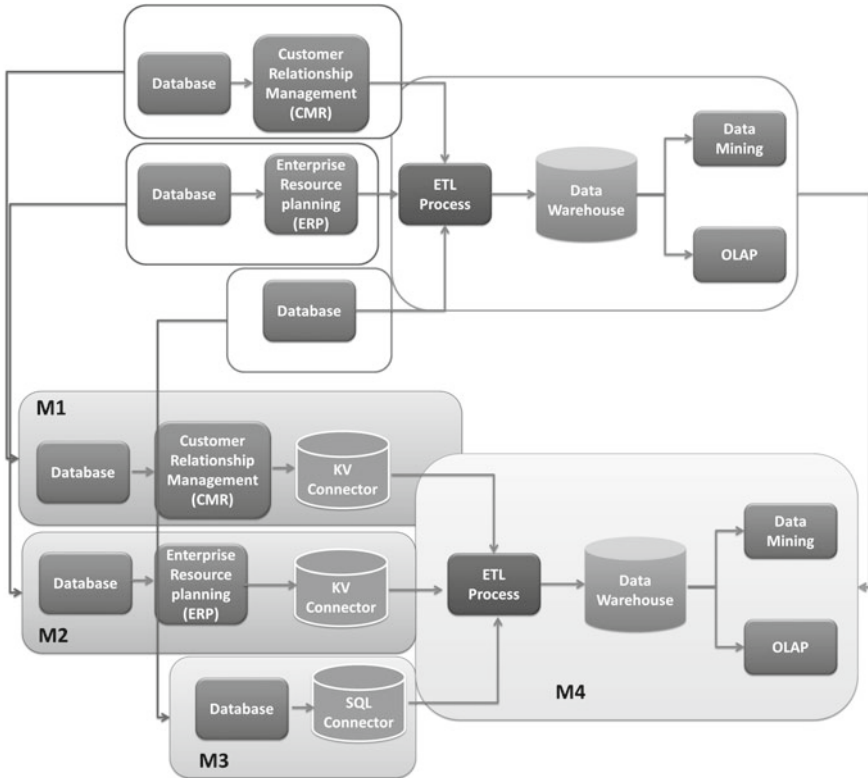 Database
Customer
Relationship
Management
(CMR)
Database
Enterprise
Resource
planning
(ERP)
Database
ETL
Process
Data
Warehouse
Data
Mining
OLAP
M1
Database
Customer
Relationship
Management
(CMR)
KV
Connector
M2
Database
Enterprise
Resource
planning
(ERP)
KV
Connector
M3
Database
SQL
Connector
M4
ETL
Process
Data
Warehouse
Data
Mining
OLAP